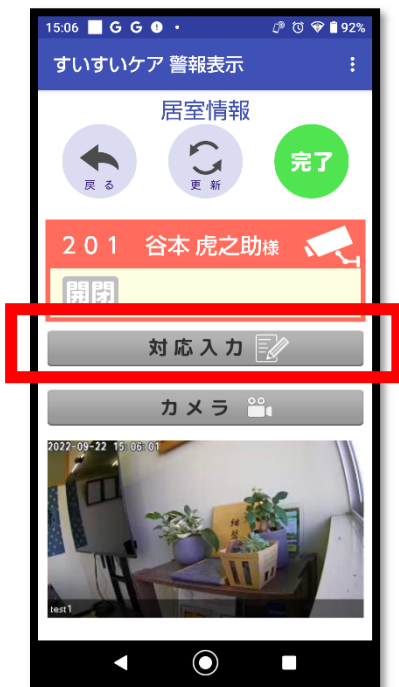 15:06 G G 92%
すいすいケア 警報表示
居室情報
戻る
更新
完了
201 谷本 虎之助様
開閉
対応入力
カメラ
2022-09-22 15:06:01
test1